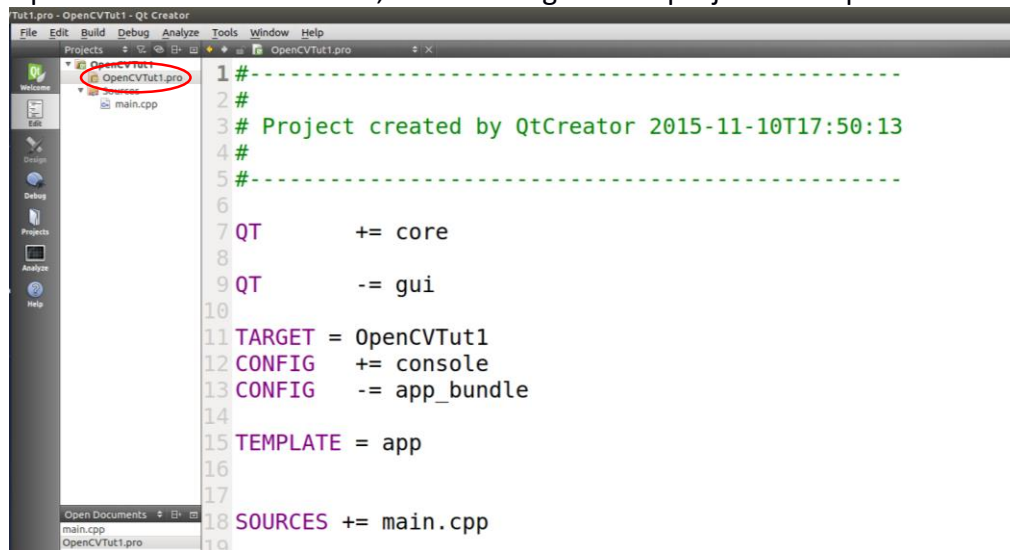 Tut1.pro - OpenCVTut1 - Qt Creator
File Edit Build Debug Analyze Tools Window Help
Projects OpenCVTut1.pro
OpenCVTut1
OpenCVTut1.pro
Sources
main.cpp
Welcome
Edit
Design
Debug
Projects
Analyze
Help
1 #-------------------------------------------------
2 #
3 # Project created by QtCreator 2015-11-10T17:50:13
4 #
5 #-------------------------------------------------
6
7 QT += core
8
9 QT -= gui
10
11 TARGET = OpenCVTut1
12 CONFIG += console
13 CONFIG -= app_bundle
14
15 TEMPLATE = app
16
17
18 SOURCES += main.cpp
19
Open Documents
main.cpp
OpenCVTut1.pro